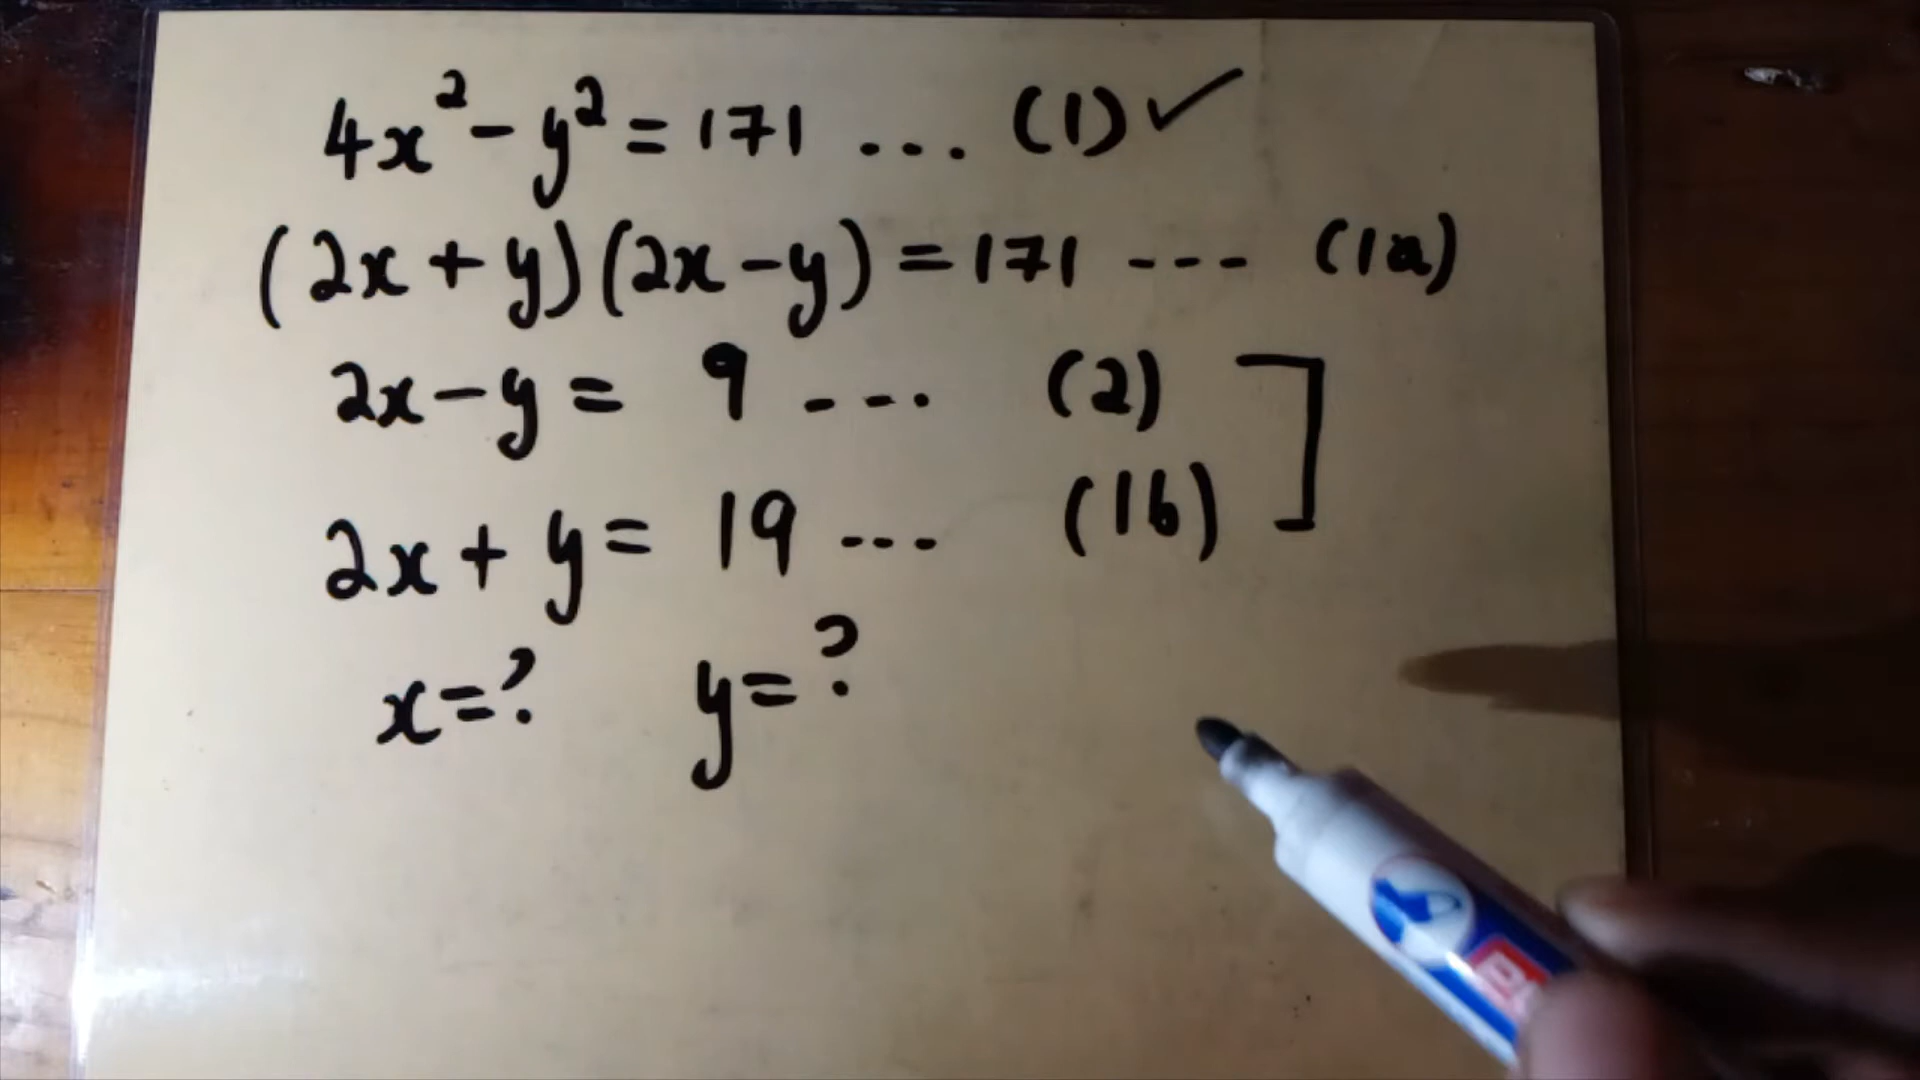 4x² - y² = 171 ... (1) ✓
(2x + y)(2x - y) = 171 --- (1a)
2x - y = 9 --- (2)
2x + y = 19 --- (1b)
x = ? y = ?